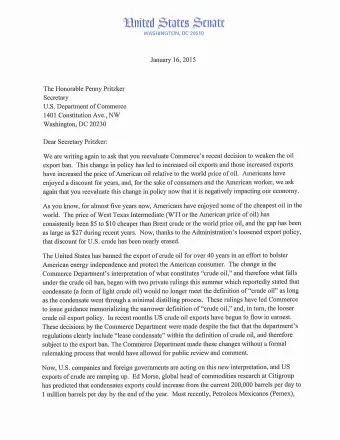 United States Senate
WASHINGTON, DC 20510
January 16, 2015
The Honorable Penny Pritzker
Secretary
U.S. Department of Commerce
1401 Constitution Ave., NW
Washington, DC 20230
Dear Secretary Pritzker:
We are writing again to ask that you reevaluate Commerce's recent decision to weaken the oil
export ban. This change in policy has led to increased oil exports and those increased exports
have increased the price of American oil relative to the world price of oil. Americans have
enjoyed a discount for years, and, for the sake of consumers and the American worker, we ask
again that you reevaluate this change in policy now that it is negatively impacting our economy.
As you know, for almost five years now, Americans have enjoyed some of the cheapest oil in the
world. The price of West Texas Intermediate (WTI or the American price of oil) has
consistently been $5 to $10 cheaper than Brent crude or the world price oil, and the gap has been
as large as $27 during recent years. Now, thanks to the Administration's loosened export policy,
that discount for U.S. crude has been nearly erased.
The United States has banned the export of crude oil for over 40 years in an effort to bolster
American energy independence and protect the American consumer. The change in the
Commerce Department's interpretation of what constitutes "crude oil," and therefore what falls
under the crude oil ban, began with two private rulings this summer which reportedly stated that
condensate (a form of light crude oil) would no longer meet the definition of "crude oil" as long
as the condensate went through a minimal distilling process. These rulings have led Commerce
to issue guidance memorializing the narrower definition of "crude oil," and, in turn, the looser
crude oil export policy. In recent months US crude oil exports have begun to flow in earnest.
These decisions by the Commerce Department were made despite the fact that the department's
regulations clearly include "lease condensate" within the definition of crude oil, and therefore
subject to the export ban. The Commerce Department made these changes without a formal
rulemaking process that would have allowed for public review and comment.
Now, U.S. companies and foreign governments are acting on this new interpretation, and US
exports of crude are ramping up. Ed Morse, global head of commodities research at Citigroup
has predicted that condensates exports could increase from the current 200,000 barrels per day to
1 million barrels per day by the end of the year. Most recently, Petroleos Mexicanos (Pemex),